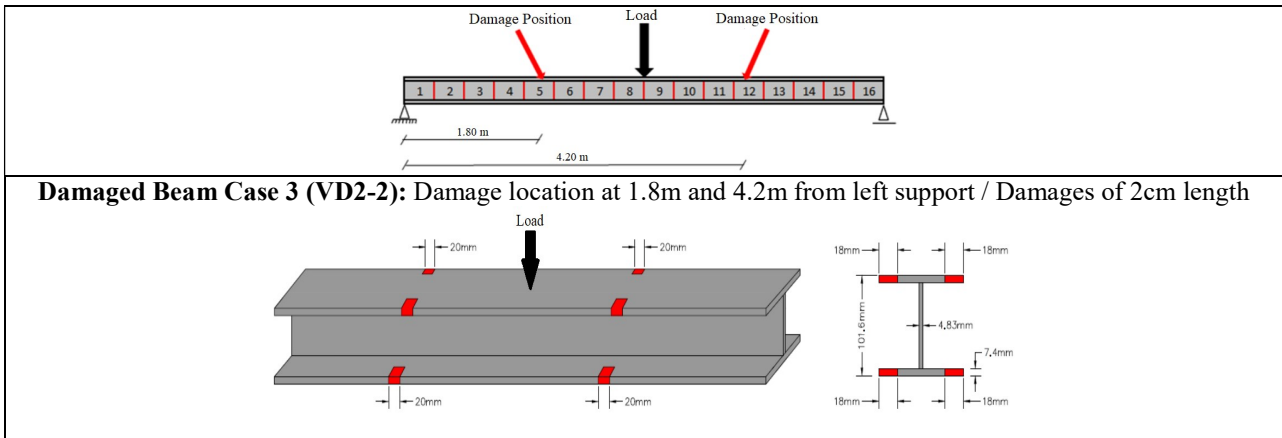 Damage Position Load Damage Position
1 2 3 4 5 6 7 8 9 10 11 12 13 14 15 16
1.80 m
4.20 m
Damaged Beam Case 3 (VD2-2): Damage location at 1.8m and 4.2m from left support / Damages of 2cm length
Load
20mm 20mm
20mm 20mm
18mm 18mm
101.6mm
4.83mm
7.4mm
18mm 18mm